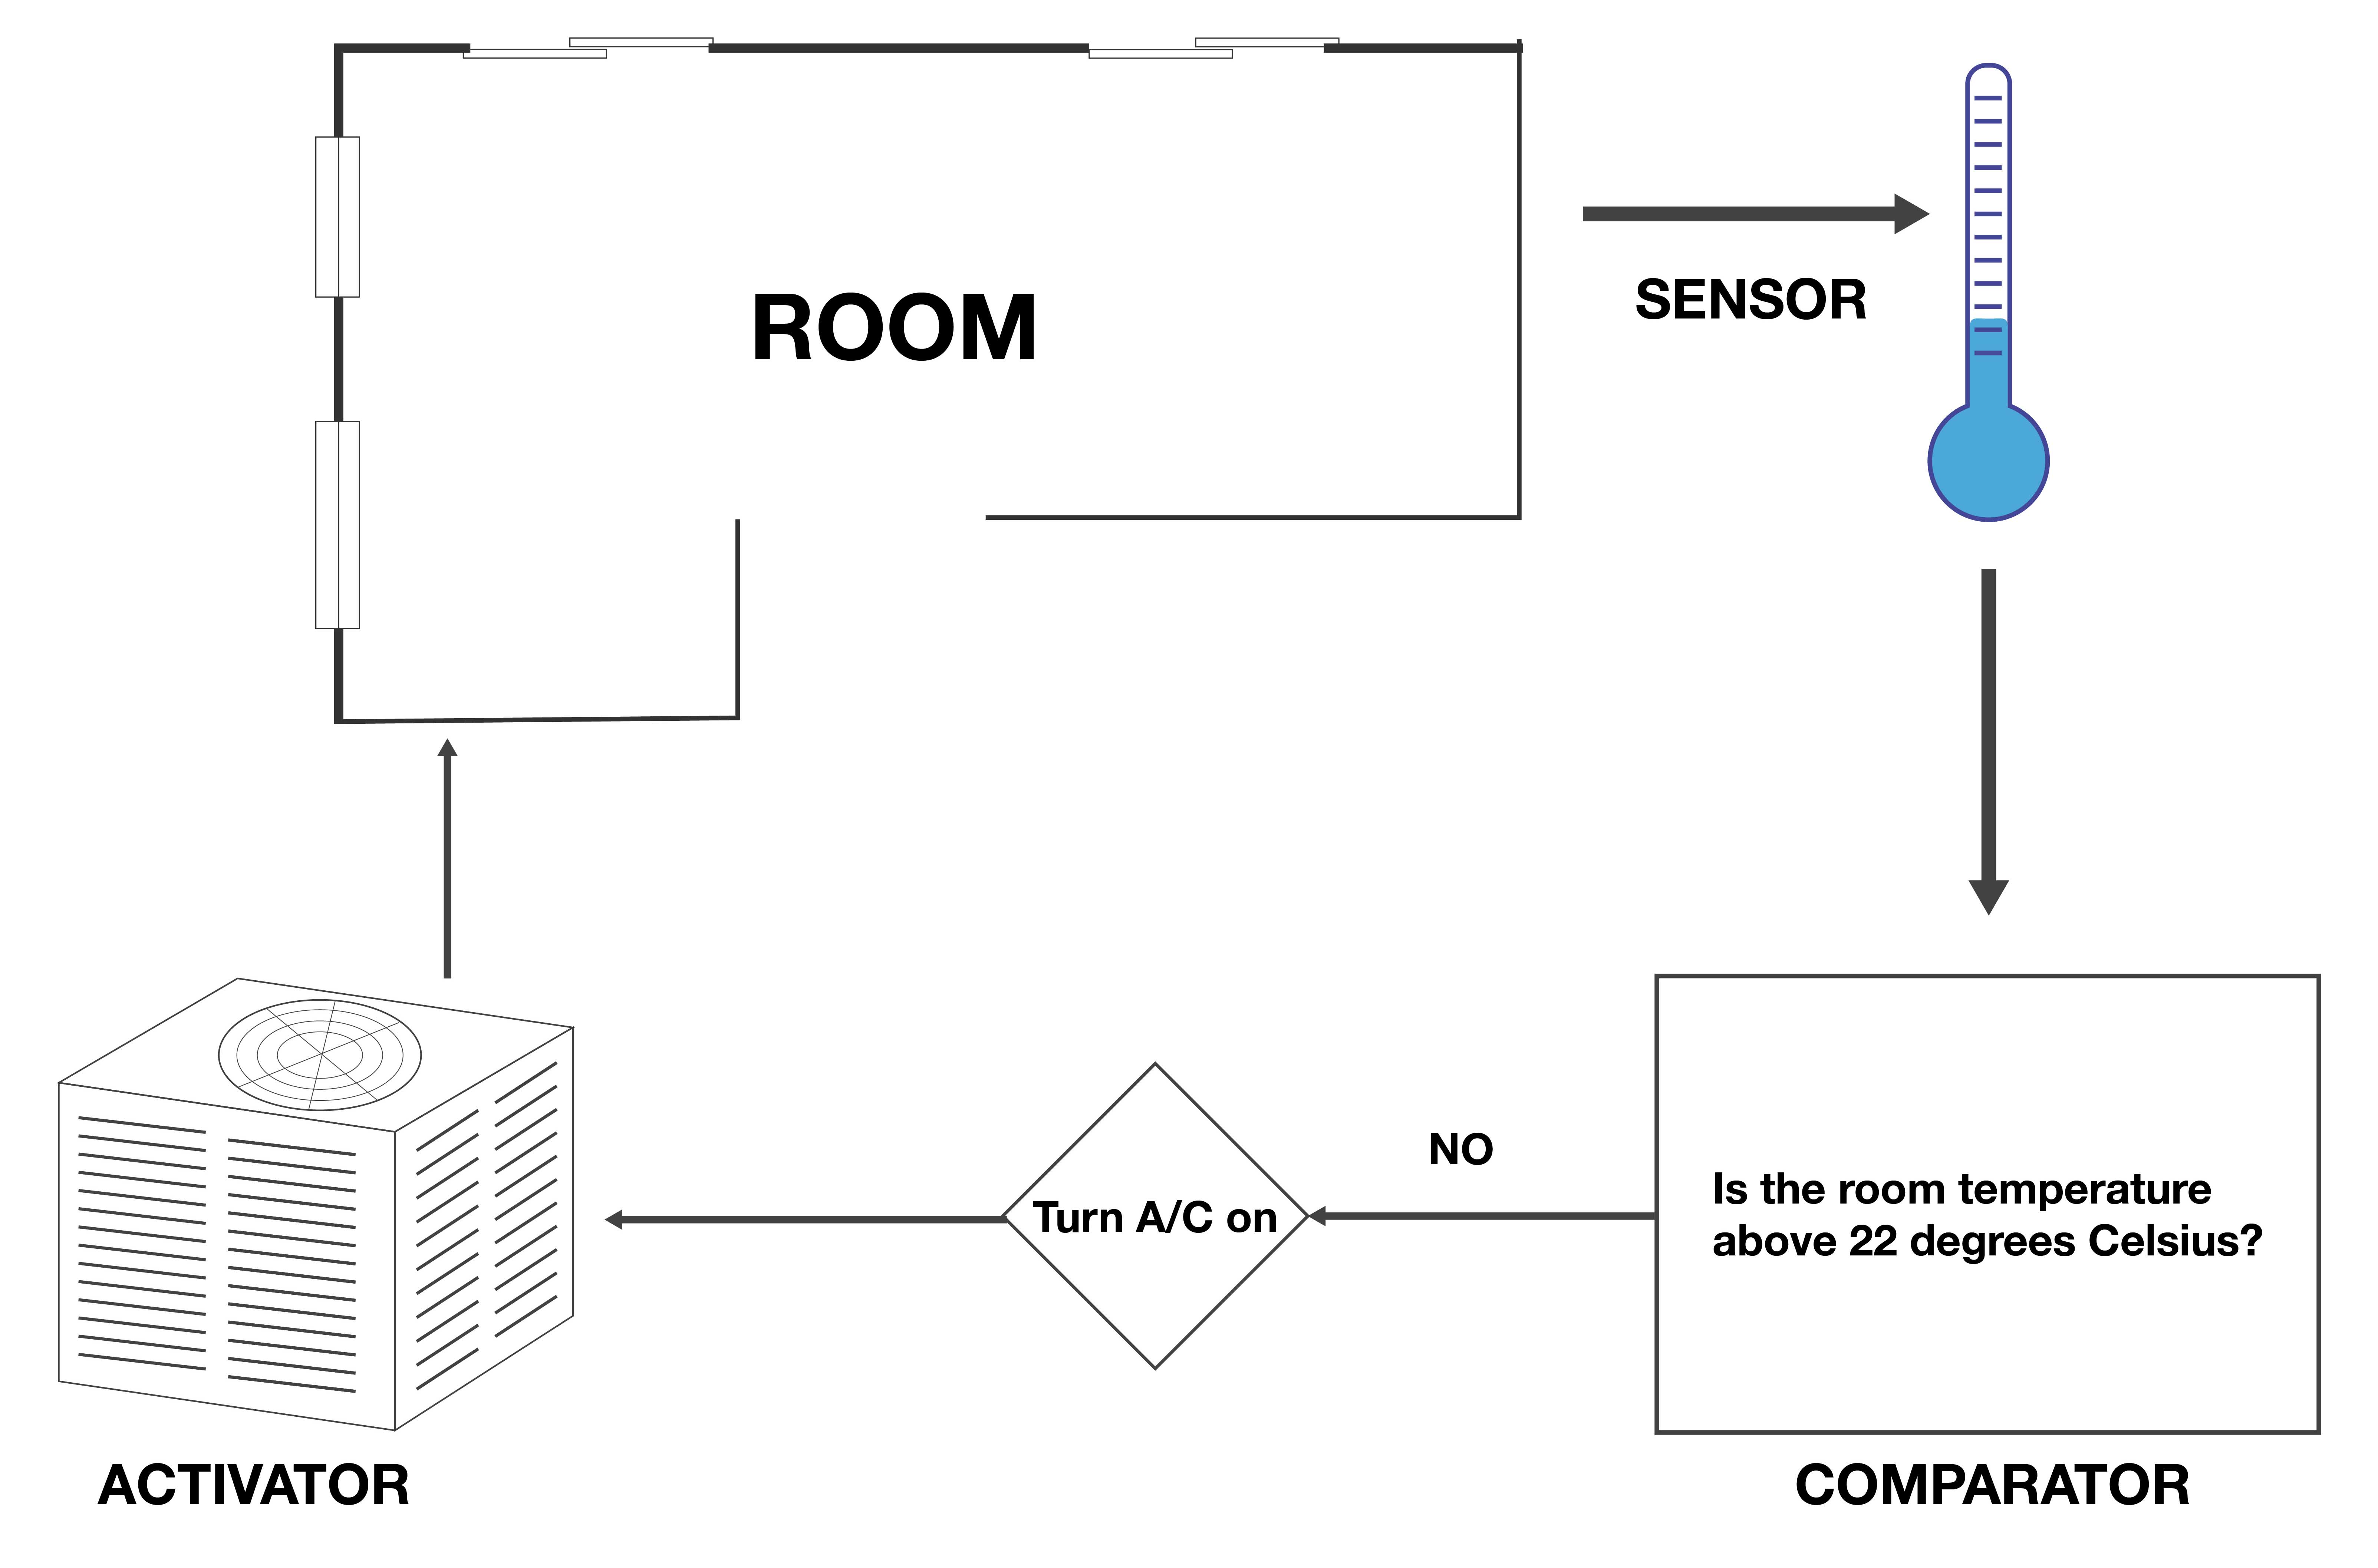 ROOM
SENSOR
NO
Turn A/C on
Is the room temperature
above 22 degrees Celsius?
ACTIVATOR
COMPARATOR